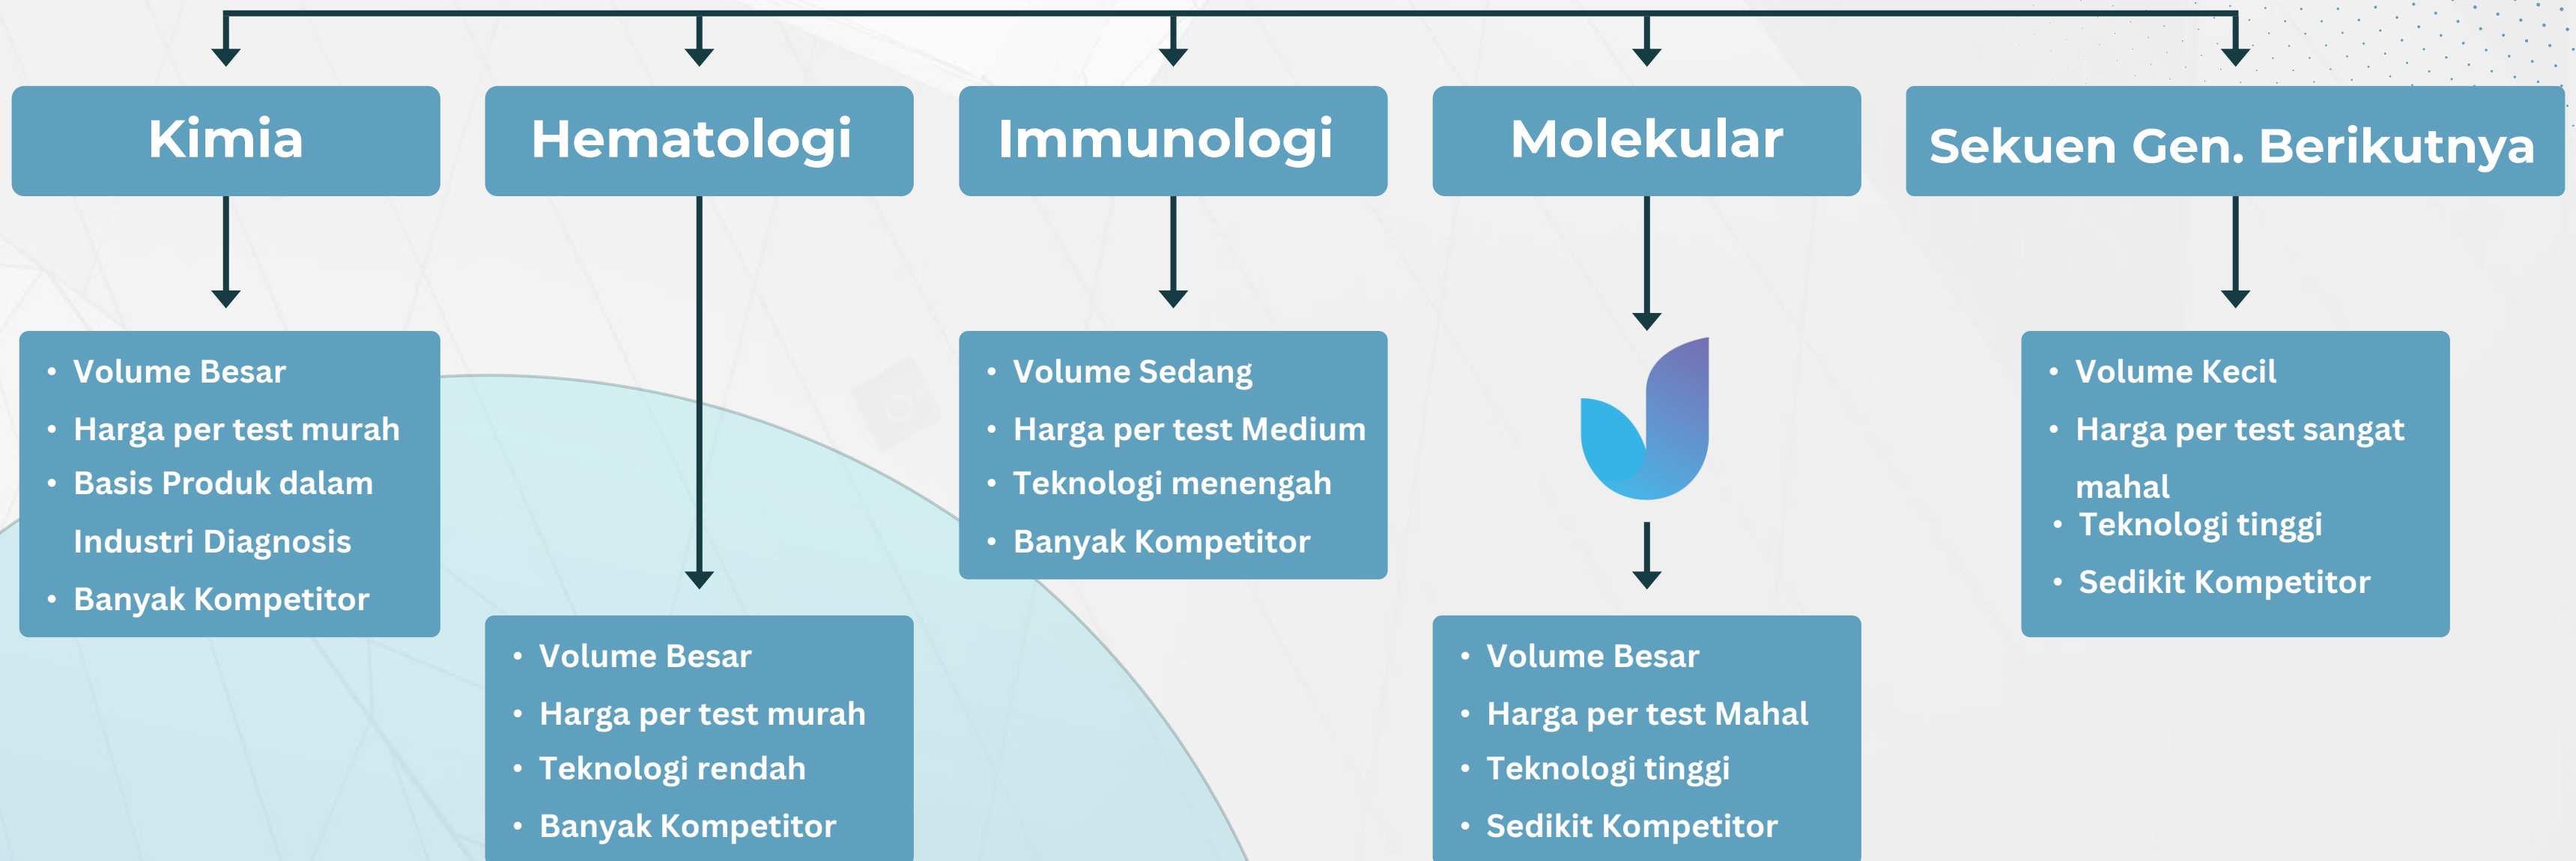 Kimia
Hematologi
Immunologi
Molekular
Sekuen Gen. Berikutnya
• Volume Besar
• Harga per test murah
• Basis Produk dalam
Industri Diagnosis
• Banyak Kompetitor
• Volume Besar
• Harga per test murah
• Teknologi rendah
• Banyak Kompetitor
• Volume Sedang
• Harga per test Medium
• Teknologi menengah
• Banyak Kompetitor
• Volume Besar
• Harga per test Mahal
• Teknologi tinggi
• Sedikit Kompetitor
• Volume Kecil
• Harga per test sangat
mahal
• Teknologi tinggi
• Sedikit Kompetitor